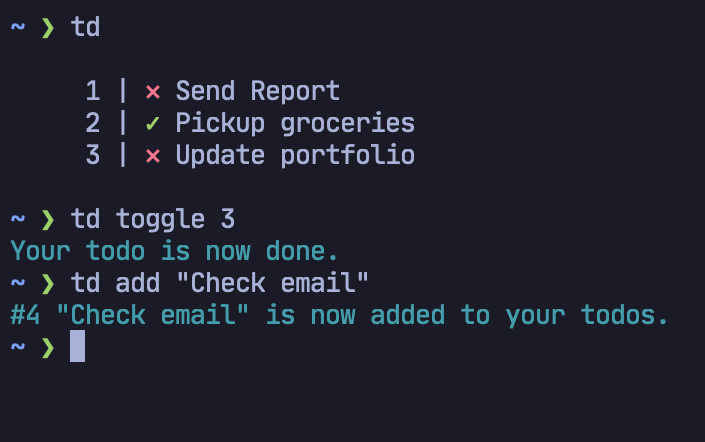 ~ ❯ td
1 | ✕ Send Report
2 | ✓ Pickup groceries
3 | ✕ Update portfolio
~ ❯ td toggle 3
Your todo is now done.
~ ❯ td add "Check email"
#4 "Check email" is now added to your todos.
~ ❯